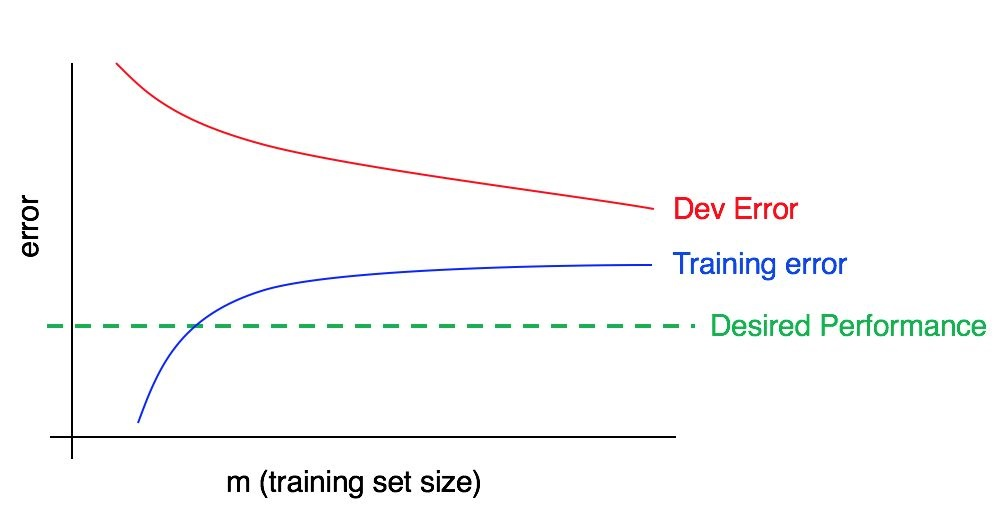 error
Dev Error
Training error
Desired Performance
m (training set size)